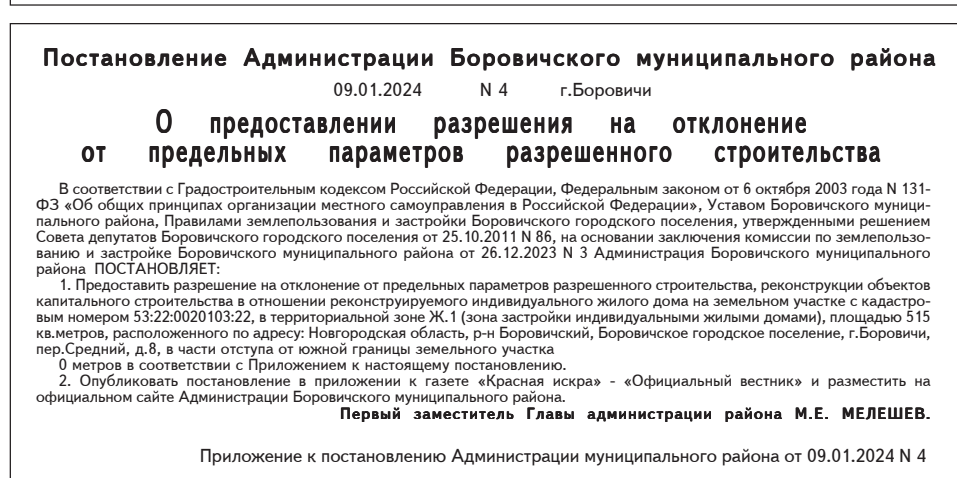 Постановление Администрации Боровичского муниципального района
09.01.2024 N 4 г.Боровичи
О предоставлении разрешения на отклонение
от предельных параметров разрешенного строительства
В соответствии с Градостроительным кодексом Российской Федерации, Федеральным законом от 6 октября 2003 года N 131-
ФЗ «Об общих принципах организации местного самоуправления в Российской Федерации», Уставом Боровичского муници-
пального района, Правилами землепользования и застройки Боровичского городского поселения, утвержденными решением
Совета депутатов Боровичского городского поселения от 25.10.2011 N 86, на основании заключения комиссии по землепользо-
ванию и застройке Боровичского муниципального района от 26.12.2023 N 3 Администрация Боровичского муниципального
района ПОСТАНОВЛЯЕТ:
1. Предоставить разрешение на отклонение от предельных параметров разрешенного строительства, реконструкции объектов
капитального строительства в отношении реконструируемого индивидуального жилого дома на земельном участке с кадастро-
вым номером 53:22:0020103:22, в территориальной зоне Ж.1 (зона застройки индивидуальными жилыми домами), площадью 515
кв.метров, расположенного по адресу: Новгородская область, р-н Боровичский, Боровичское городское поселение, г.Боровичи,
пер.Средний, д.8, в части отступа от южной границы земельного участка
0 метров в соответствии с Приложением к настоящему постановлению.
2. Опубликовать постановление в приложении к газете «Красная искра» - «Официальный вестник» и разместить на
официальном сайте Администрации Боровичского муниципального района.
Первый заместитель Главы администрации района М.Е. МЕЛЕШЕВ.
Приложение к постановлению Администрации муниципального района от 09.01.2024 N 4